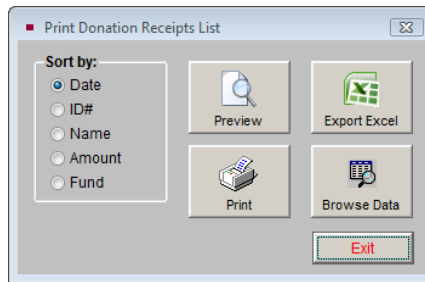 Print Donation Receipts List
Sort by:
Date
ID#
Name
Amount
Fund
Preview
Export Excel
Print
Browse Data
Exit